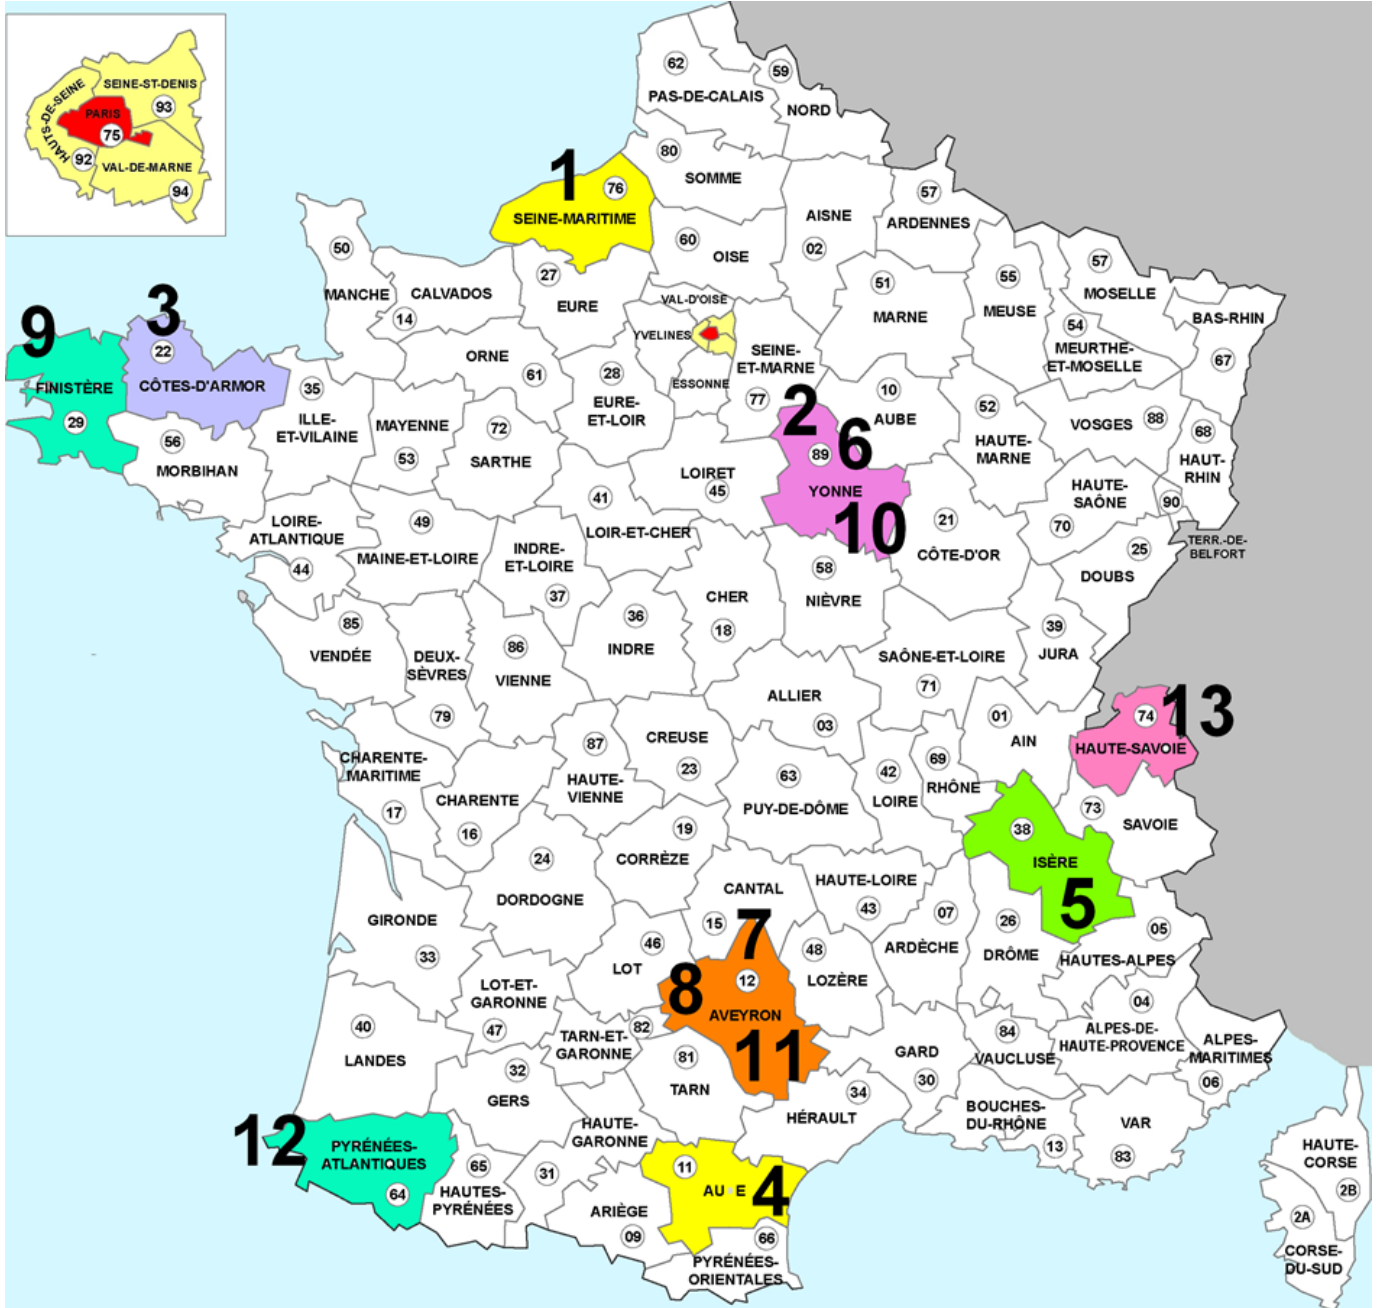 SEINE-ST-DENIS
93
HAUTS-DE-SEINE
PARIS
75
92
VAL-DE-MARNE
94
62
PAS-DE-CALAIS
59
NORD
80
SOMME
1
76
SEINE-MARITIME
60
OISE
AISNE
02
57
ARDENNES
50
MANCHE
CALVADOS
14
27
EURE
VAL-D'OISE
YVELINES
ESSONNE
SEINE-
ET-MARNE
77
51
MARNE
55
MEUSE
57
MOSELLE
54
MEURTHE-
ET-MOSELLE
BAS-RHIN
67
9
FINISTÈRE
29
3
22
CÔTES-D'ARMOR
35
ILLE-
ET-VILAINE
56
MORBIHAN
ORNE
61
MAYENNE
53
72
SARTHE
28
EURE-
ET-LOIR
LOIRET
45
2
89
6
YONNE
10
10
AUBE
52
HAUTE-
MARNE
VOSGES
88
68
HAUT-
RHIN
HAUTE-
SAÔNE
70
90
TERR.-DE-
BELFORT
LOIRE-
ATLANTIQUE
44
49
MAINE-ET-LOIRE
INDRE-
ET-LOIRE
37
41
LOIR-ET-CHER
CHER
18
58
NIÈVRE
21
CÔTE-D'OR
25
DOUBS
39
JURA
85
VENDÉE
DEUX-
SÈVRES
79
86
VIENNE
36
INDRE
ALLIER
03
SAÔNE-ET-LOIRE
71
01
AIN
74
13
HAUTE-SAVOIE
CHARENTE-
MARITIME
17
CHARENTE
16
87
HAUTE-
VIENNE
CREUSE
23
63
PUY-DE-DÔME
42
LOIRE
69
RHÔNE
73
SAVOIE
38
ISÈRE
5
24
DORDOGNE
19
CORRÈZE
CANTAL
15
HAUTE-LOIRE
43
07
ARDÈCHE
26
DRÔME
05
HAUTES-ALPES
GIRONDE
33
LOT-ET-
GARONNE
47
46
LOT
7
8
12
AVEYRON
11
48
LOZÈRE
40
LANDES
32
GERS
82
TARN-ET-
GARONNE
81
TARN
GARD
30
84
VAUCLUSE
04
ALPES-DE-
HAUTE-PROVENCE
ALPES-
MARITIMES
06
12
PYRÉNÉES-
ATLANTIQUES
64
65
HAUTES-
PYRÉNÉES
HAUTE-
GARONNE
31
34
HÉRAULT
BOUCHES-
DU-RHÔNE
13
VAR
83
11
AU E
4
ARIÈGE
09
66
PYRÉNÉES-
ORIENTALES
HAUTE-
CORSE
2B
2A
CORSE-
DU-SUD